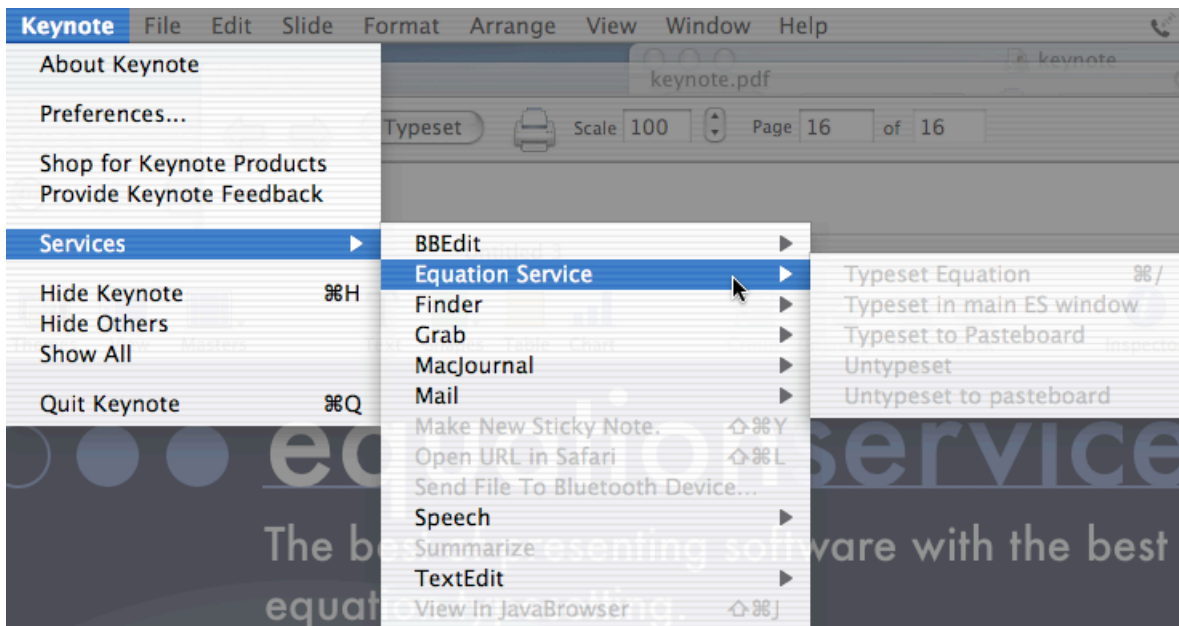 Keynote File Edit Slide Format Arrange View Window Help
About Keynote
keynote
keynote.pdf
Preferences...
Typeset Scale 100 Page 16 of 16
Shop for Keynote Products
Provide Keynote Feedback
Services
BBEdit
Equation Service
Typeset Equation ⌘/
Hide Keynote ⌘H
Finder
Typeset in main ES window
Hide Others
Grab
Typeset to Pasteboard
Show All
Masters
Table Chart
MacJournal
Untypeset
Quit Keynote ⌘Q
Mail
Untypeset to pasteboard
Make New Sticky Note. ⇧⌘Y
Open URL in Safari ⇧⌘L
service
Send File To Bluetooth Device...
Speech
Summarize
The software with the best
TextEdit
View In JavaBrowser ⇧⌘J